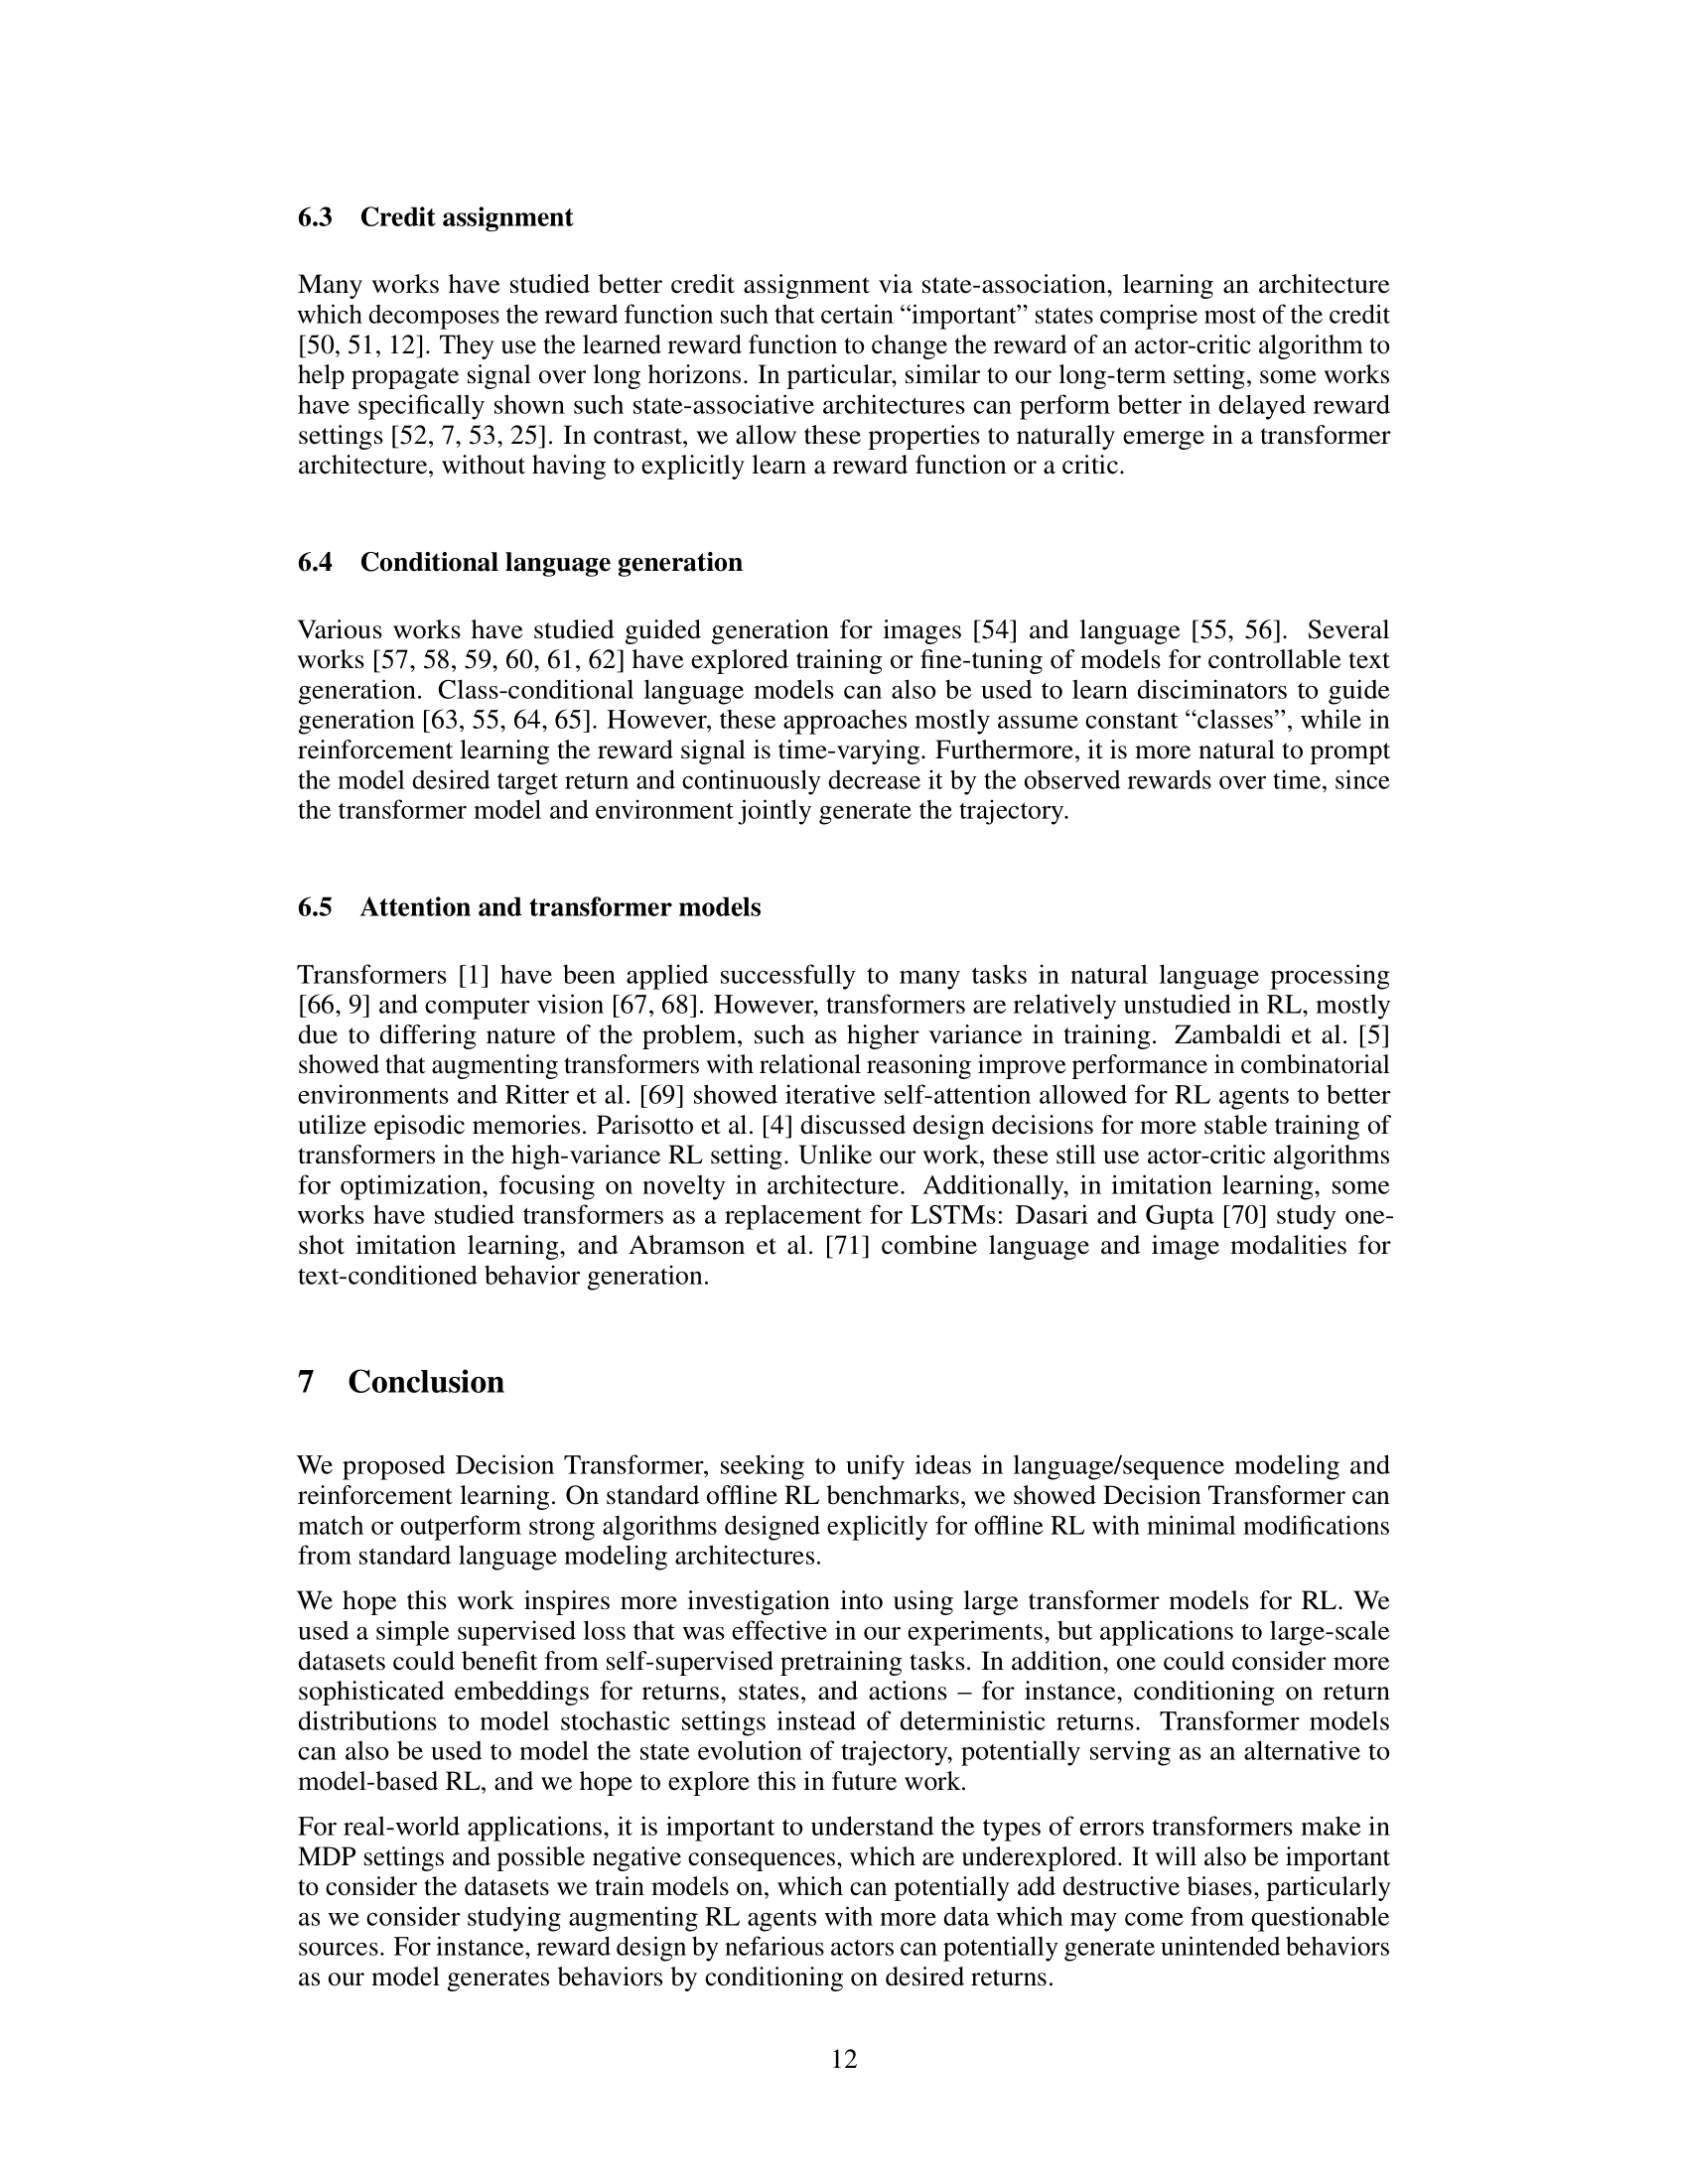 6.3 Credit assignment
Many works have studied better credit assignment via state-association, learning an architecture
which decomposes the reward function such that certain “important” states comprise most of the credit
[50, 51, 12]. They use the learned reward function to change the reward of an actor-critic algorithm to
help propagate signal over long horizons. In particular, similar to our long-term setting, some works
have specifically shown such state-associative architectures can perform better in delayed reward
settings [52, 7, 53, 25]. In contrast, we allow these properties to naturally emerge in a transformer
architecture, without having to explicitly learn a reward function or a critic.
6.4 Conditional language generation
Various works have studied guided generation for images [54] and language [55, 56]. Several
works [57, 58, 59, 60, 61, 62] have explored training or fine-tuning of models for controllable text
generation. Class-conditional language models can also be used to learn disciminators to guide
generation [63, 55, 64, 65]. However, these approaches mostly assume constant “classes”, while in
reinforcement learning the reward signal is time-varying. Furthermore, it is more natural to prompt
the model desired target return and continuously decrease it by the observed rewards over time, since
the transformer model and environment jointly generate the trajectory.
6.5 Attention and transformer models
Transformers [1] have been applied successfully to many tasks in natural language processing
[66, 9] and computer vision [67, 68]. However, transformers are relatively unstudied in RL, mostly
due to differing nature of the problem, such as higher variance in training. Zambaldi et al. [5]
showed that augmenting transformers with relational reasoning improve performance in combinatorial
environments and Ritter et al. [69] showed iterative self-attention allowed for RL agents to better
utilize episodic memories. Parisotto et al. [4] discussed design decisions for more stable training of
transformers in the high-variance RL setting. Unlike our work, these still use actor-critic algorithms
for optimization, focusing on novelty in architecture. Additionally, in imitation learning, some
works have studied transformers as a replacement for LSTMs: Dasari and Gupta [70] study one-
shot imitation learning, and Abramson et al. [71] combine language and image modalities for
text-conditioned behavior generation.
7 Conclusion
We proposed Decision Transformer, seeking to unify ideas in language/sequence modeling and
reinforcement learning. On standard offline RL benchmarks, we showed Decision Transformer can
match or outperform strong algorithms designed explicitly for offline RL with minimal modifications
from standard language modeling architectures.
We hope this work inspires more investigation into using large transformer models for RL. We
used a simple supervised loss that was effective in our experiments, but applications to large-scale
datasets could benefit from self-supervised pretraining tasks. In addition, one could consider more
sophisticated embeddings for returns, states, and actions – for instance, conditioning on return
distributions to model stochastic settings instead of deterministic returns. Transformer models
can also be used to model the state evolution of trajectory, potentially serving as an alternative to
model-based RL, and we hope to explore this in future work.
For real-world applications, it is important to understand the types of errors transformers make in
MDP settings and possible negative consequences, which are underexplored. It will also be important
to consider the datasets we train models on, which can potentially add destructive biases, particularly
as we consider studying augmenting RL agents with more data which may come from questionable
sources. For instance, reward design by nefarious actors can potentially generate unintended behaviors
as our model generates behaviors by conditioning on desired returns.
12